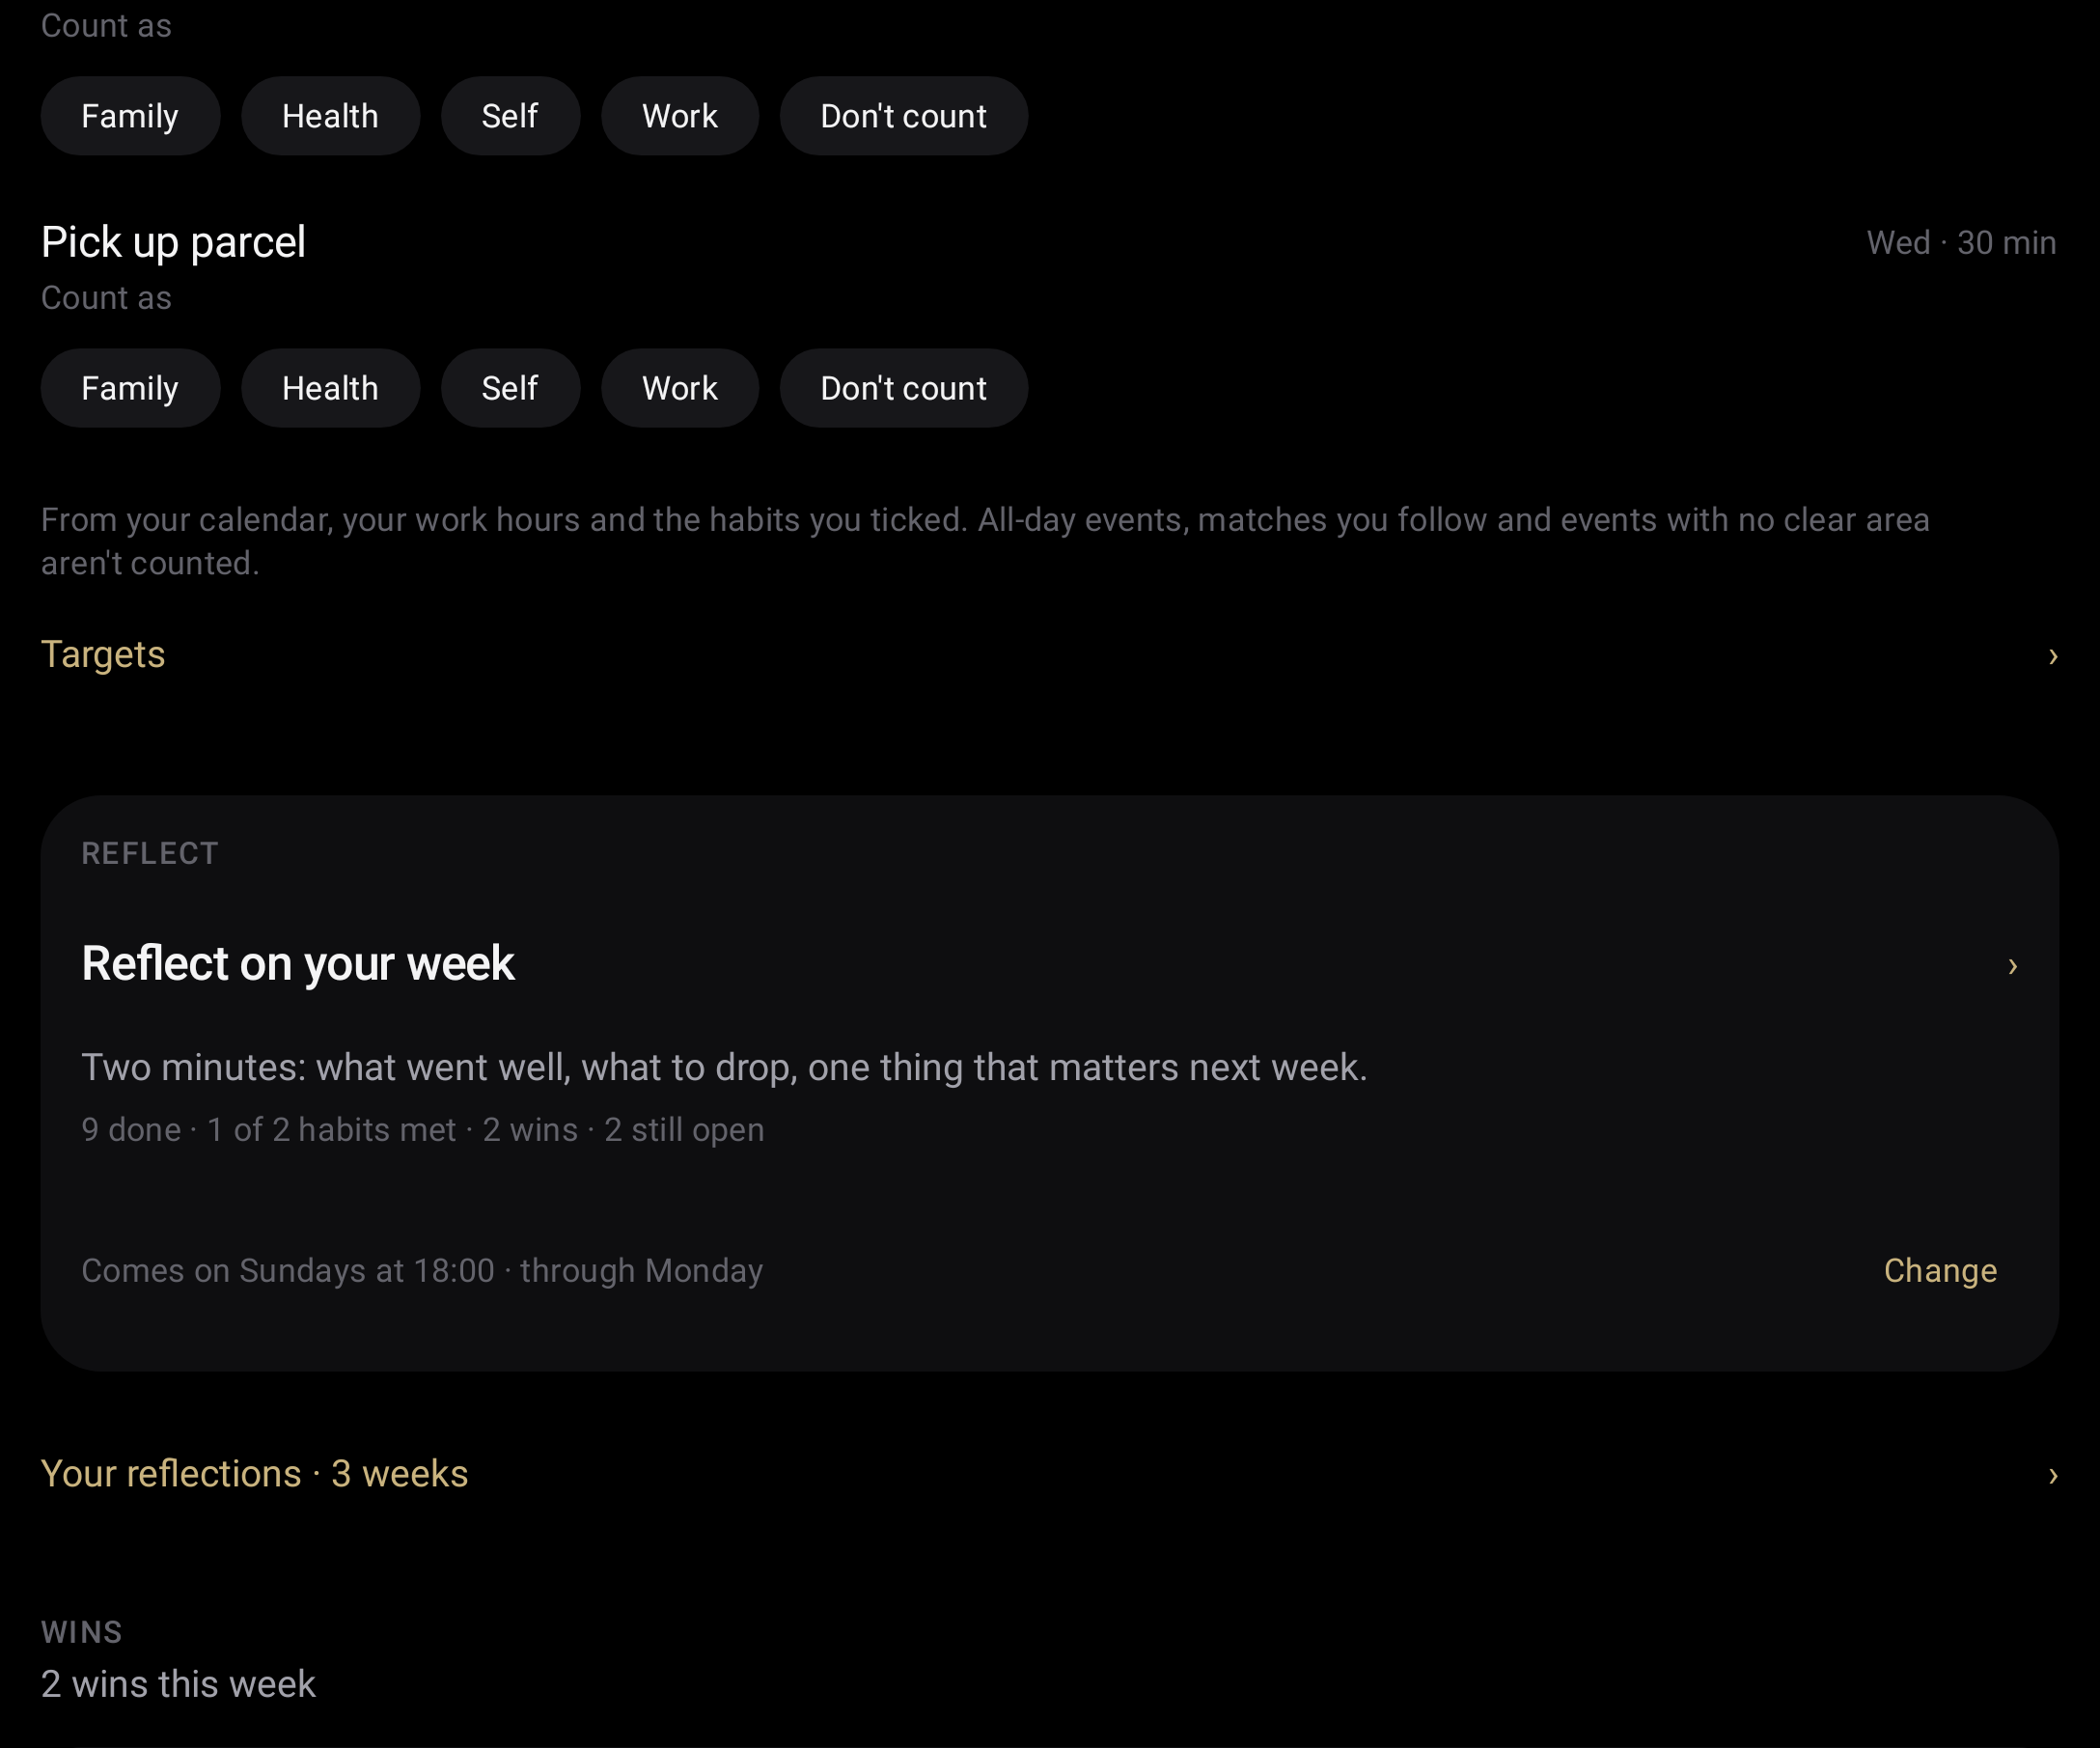 Count as
Family Health Self Work Don't count
Pick up parcel Wed · 30 min
Count as
Family Health Self Work Don't count
From your calendar, your work hours and the habits you ticked. All-day events, matches you follow and events with no clear area
aren't counted.
Targets ›
REFLECT
Reflect on your week ›
Two minutes: what went well, what to drop, one thing that matters next week.
9 done · 1 of 2 habits met · 2 wins · 2 still open
Comes on Sundays at 18:00 · through Monday Change
Your reflections · 3 weeks ›
WINS
2 wins this week